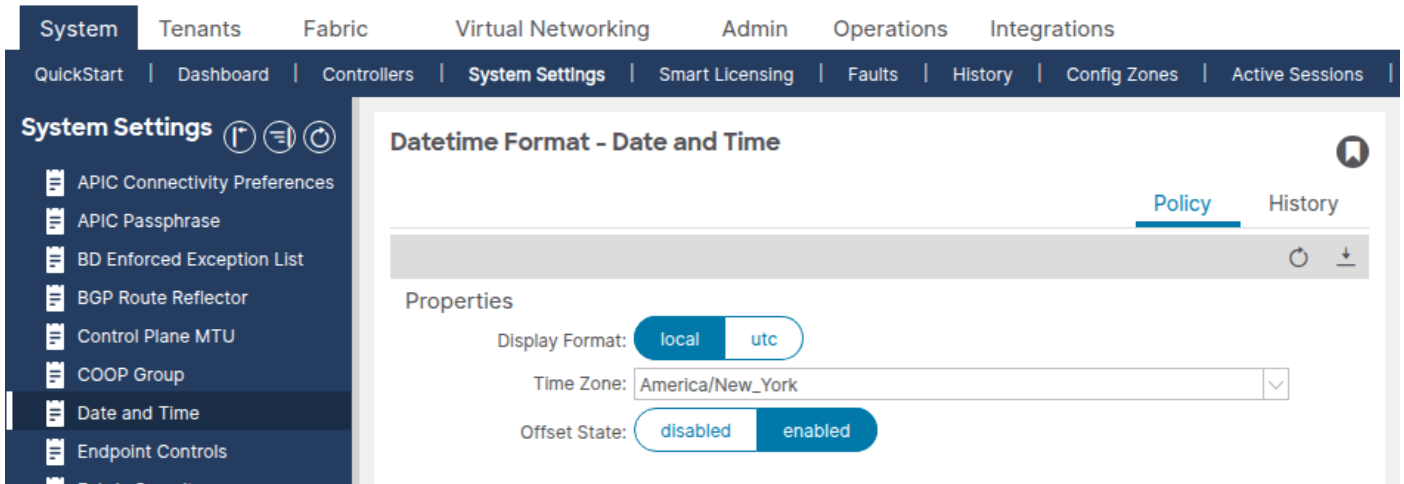 System Tenants Fabric Virtual Networking Admin Operations Integrations
QuickStart | Dashboard | Controllers | System Settings | Smart Licensing | Faults | History | Config Zones | Active Sessions |
System Settings
APIC Connectivity Preferences
APIC Passphrase
BD Enforced Exception List
BGP Route Reflector
Control Plane MTU
COOP Group
Date and Time
Endpoint Controls
Datetime Format - Date and Time
Policy History
Properties
Display Format: local utc
Time Zone: America/New_York
Offset State: disabled enabled